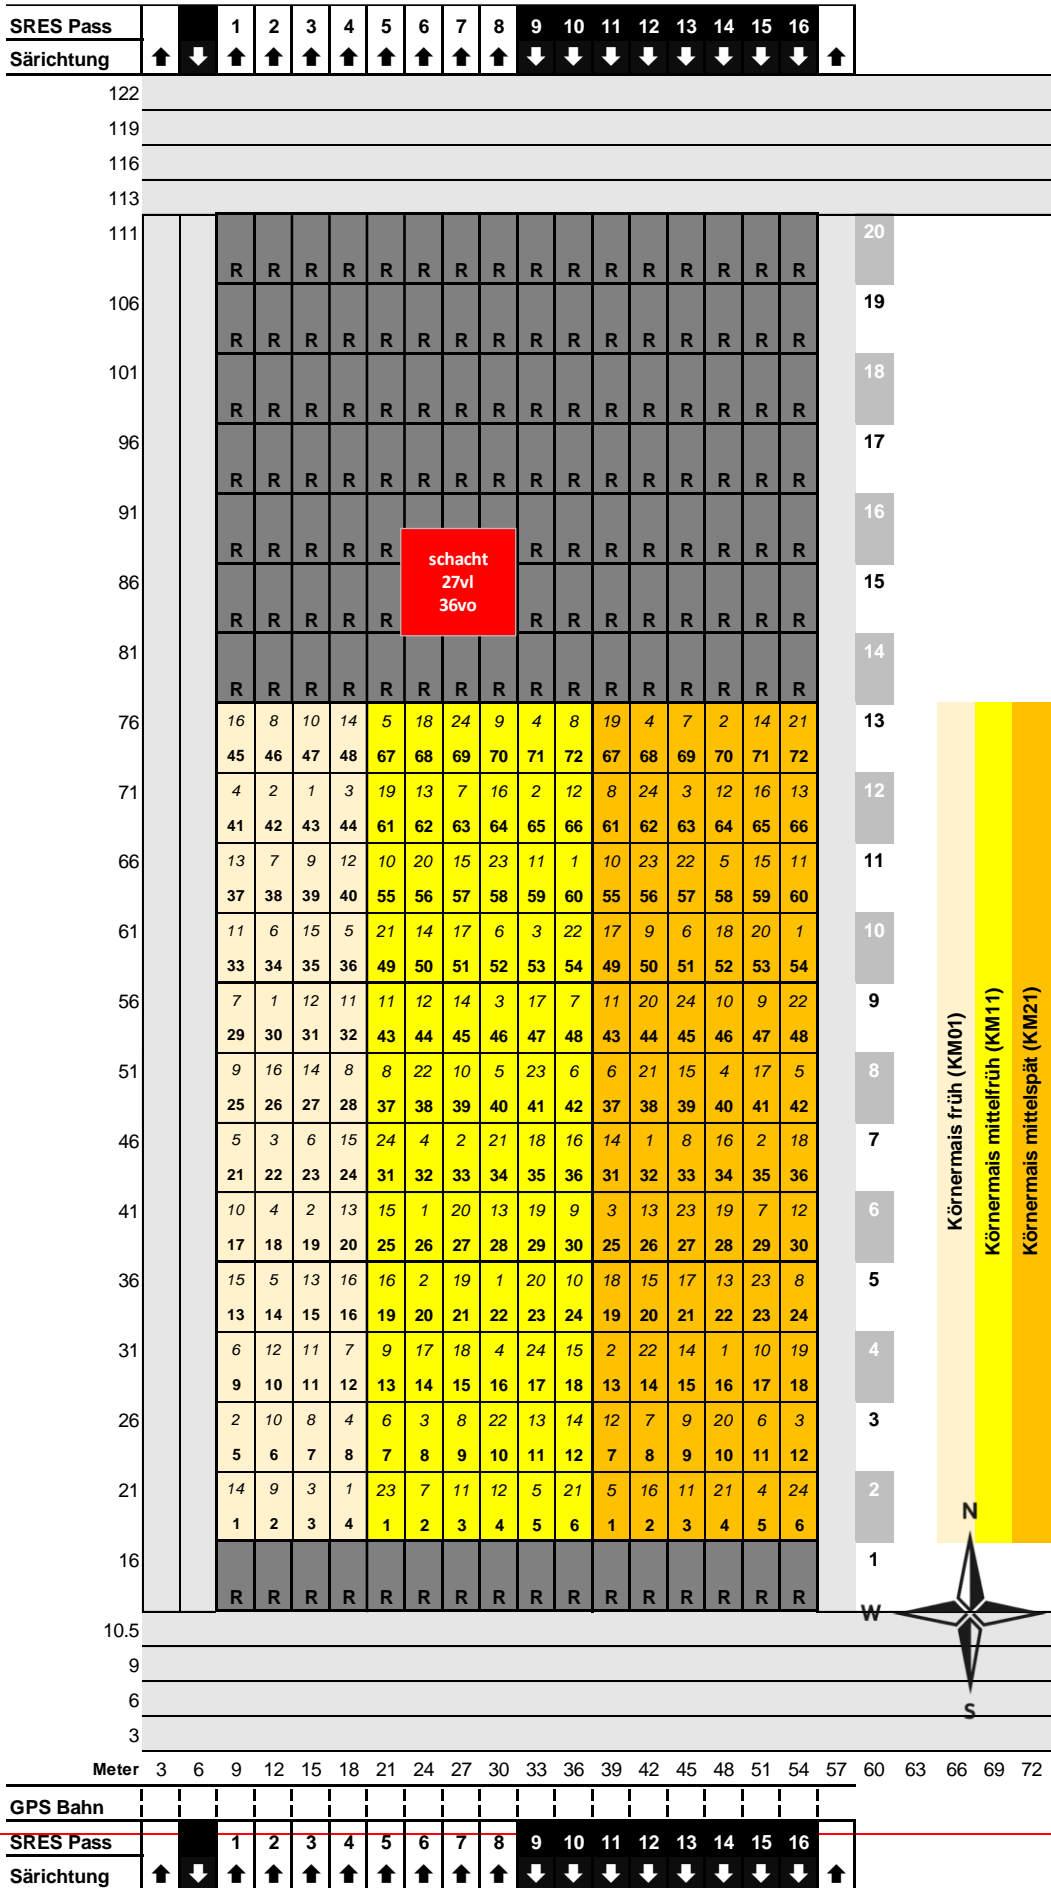 SRES Pass 1 2 3 4 5 6 7 8 9 10 11 12 13 14 15 16
Särichtung
122
119
116
113
111 20
R R R R R R R R R R R R R R R R
106 19
R R R R R R R R R R R R R R R R
101 18
R R R R R R R R R R R R R R R R
96 17
R R R R R R R R R R R R R R R R
91 16
R R R R R R R R R R R R R
schacht
27vl
36vo
86 15
R R R R R R R R R R R R R
81 14
R R R R R R R R R R R R R R R R
76 16 8 10 14 5 18 24 9 4 8 19 4 7 2 14 21 13
45 46 47 48 67 68 69 70 71 72 67 68 69 70 71 72
71 4 2 1 3 19 13 7 16 2 12 8 24 3 12 16 13 12
41 42 43 44 61 62 63 64 65 66 61 62 63 64 65 66
66 13 7 9 12 10 20 15 23 11 1 10 23 22 5 15 11 11
37 38 39 40 55 56 57 58 59 60 55 56 57 58 59 60
61 11 6 15 5 21 14 17 6 3 22 17 9 6 18 20 1 10
33 34 35 36 49 50 51 52 53 54 49 50 51 52 53 54
56 7 1 12 11 11 12 14 3 17 7 11 20 24 10 9 22 9
29 30 31 32 43 44 45 46 47 48 43 44 45 46 47 48
51 9 16 14 8 8 22 10 5 23 6 6 21 15 4 17 5 8
25 26 27 28 37 38 39 40 41 42 37 38 39 40 41 42
46 5 3 6 15 24 4 2 21 18 16 14 1 8 16 2 18 7
21 22 23 24 31 32 33 34 35 36 31 32 33 34 35 36
41 10 4 2 13 15 1 20 13 19 9 3 13 23 19 7 12 6
17 18 19 20 25 26 27 28 29 30 25 26 27 28 29 30
36 15 5 13 16 16 2 19 1 20 10 18 15 17 13 23 8 5
13 14 15 16 19 20 21 22 23 24 19 20 21 22 23 24
31 6 12 11 7 9 17 18 4 24 15 2 22 14 1 10 19 4
9 10 11 12 13 14 15 16 17 18 13 14 15 16 17 18
26 2 10 8 4 6 3 8 22 13 14 12 7 9 20 6 3 3
5 6 7 8 7 8 9 10 11 12 7 8 9 10 11 12
21 14 9 3 1 23 7 11 12 5 21 5 16 11 21 4 24 2
1 2 3 4 1 2 3 4 5 6 1 2 3 4 5 6
16 1
R R R R R R R R R R R R R R R R
Körnermais früh (KM01)
Körnermais mittelfrüh (KM11)
Körnermais mittelspät (KM21)
N
W
S
10.5
9
6
3
Meter 3 6 9 12 15 18 21 24 27 30 33 36 39 42 45 48 51 54 57 60 63 66 69 72
GPS Bahn
SRES Pass 1 2 3 4 5 6 7 8 9 10 11 12 13 14 15 16
Särichtung